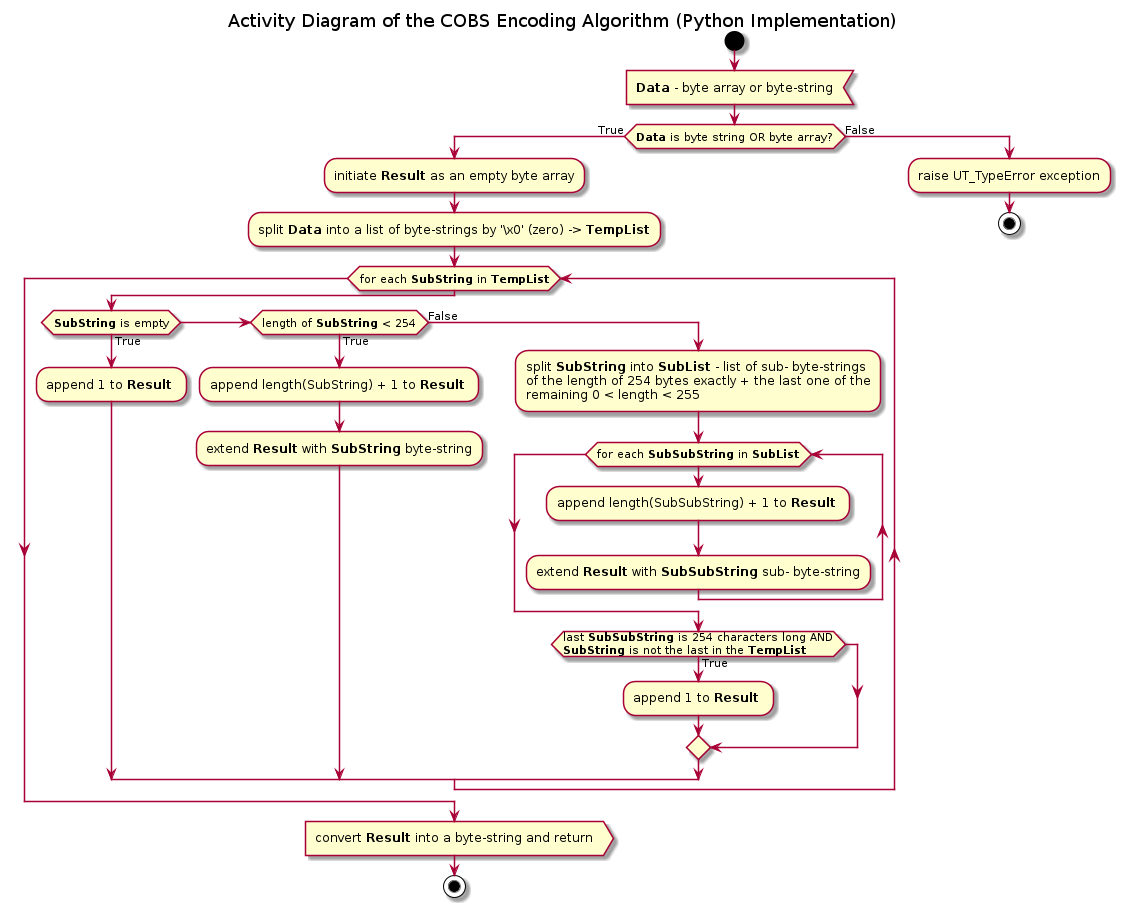 Activity Diagram of the COBS Encoding Algorithm (Python Implementation)
Data - byte array or byte-string
True
Data is byte string OR byte array?
False
initiate Result as an empty byte array
raise UT_TypeError exception
split Data into a list of byte-strings by '\x0' (zero) -> TempList
for each SubString in TempList
SubString is empty
length of SubString < 254
False
True
True
append 1 to Result
append length(SubString) + 1 to Result
split SubString into SubList - list of sub- byte-strings
of the length of 254 bytes exactly + the last one of the
remaining 0 < length < 255
extend Result with SubString byte-string
for each SubSubString in SubList
append length(SubSubString) + 1 to Result
extend Result with SubSubString sub- byte-string
last SubSubString is 254 characters long AND
SubString is not the last in the TempList
True
append 1 to Result
convert Result into a byte-string and return